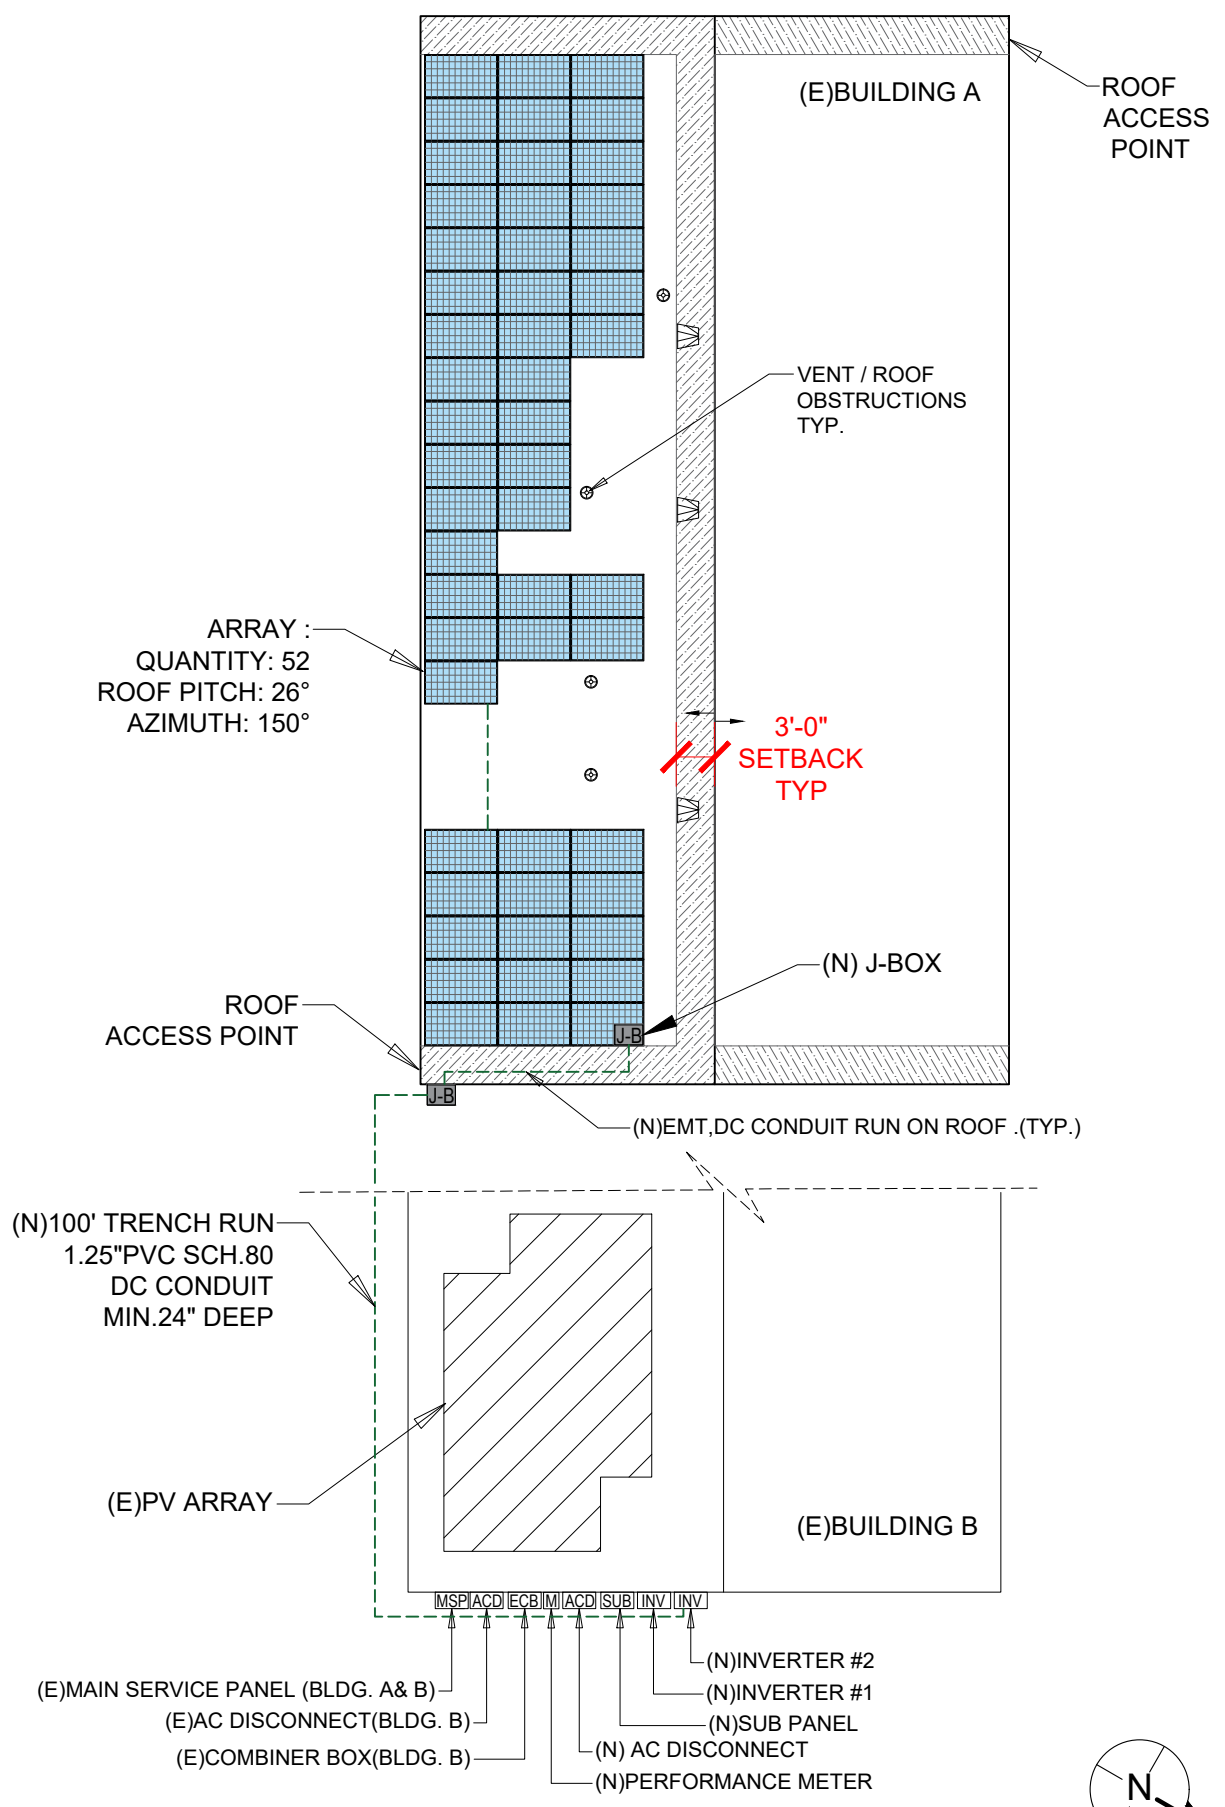 (E)BUILDING A
ROOF
ACCESS
POINT
VENT / ROOF
OBSTRUCTIONS
TYP.
ARRAY :
QUANTITY: 52
ROOF PITCH: 26°
AZIMUTH: 150°
3'-0"
SETBACK
TYP
(N) J-BOX
ROOF
ACCESS POINT
J-B
J-B
(N)EMT,DC CONDUIT RUN ON ROOF .(TYP.)
(N)100' TRENCH RUN
1.25"PVC SCH.80
DC CONDUIT
MIN.24" DEEP
(E)PV ARRAY
(E)BUILDING B
MSP ACD ECB M ACD SUB INV INV
(N)INVERTER #2
(E)MAIN SERVICE PANEL (BLDG. A& B)
(N)INVERTER #1
(E)AC DISCONNECT(BLDG. B)
(N)SUB PANEL
(E)COMBINER BOX(BLDG. B)
(N) AC DISCONNECT
(N)PERFORMANCE METER
N